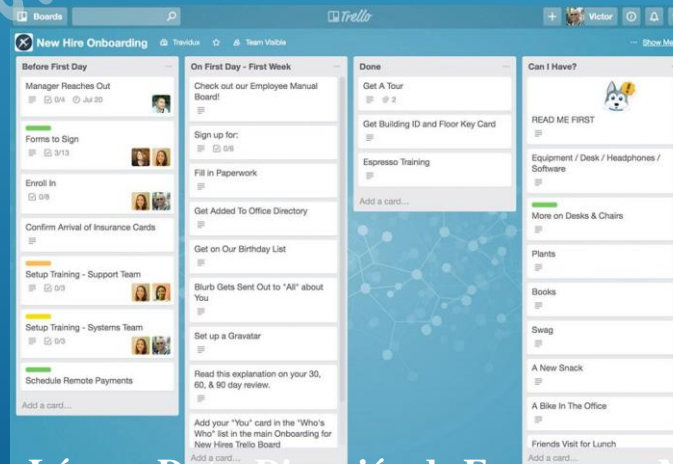 Boards
Trello
Victor
New Hire Onboarding
Travidux
Team Visible
Before First Day
Manager Reaches Out
0/4
Jul 20
Forms to Sign
3/13
Enroll In
0/8
Confirm Arrival of Insurance Cards
Setup Training - Support Team
0/3
Setup Training - Systems Team
0/3
Schedule Remote Payments
Add a card...
On First Day - First Week
Check out our Employee Manual
Board!
Sign up for:
0/6
Fill in Paperwork
Get Added To Office Directory
Get on Our Birthday List
Blurb Gets Sent Out to "All" about
You
Set up a Gravatar
Read this explanation on your 30,
60, & 90 day review.
Add your "You" card in the "Who's
Who" list in the main Onboarding for
New Hires Trello Board
Add a card...
Done
Get A Tour
2
Get Building ID and Floor Key Card
Espresso Training
Add a card...
Can I Have?
READ ME FIRST
Equipment / Desk / Headphones /
Software
More on Desks & Chairs
Plants
Books
Swag
A New Snack
A Bike In The Office
Friends Visit for Lunch
Add a card...